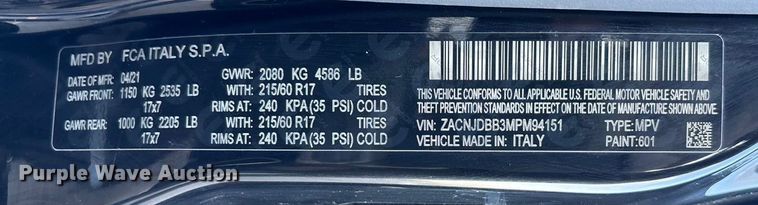 MFD BY FCA ITALY S.P.A.
DATE OF MFD: 04/21 GVWR: 2080 KG 4586 LB
GAWR FRONT: 1150 KG 2535 LB WITH: 215/60 R17 TIRES
17x7 RIMS AT: 240 KPA (35 PSI) COLD
GAWR REAR: 1000 KG 2205 LB WITH: 215/60 R17 TIRES
17x7 RIMS AT: 240 KPA (35 PSI) COLD
THIS VEHICLE CONFORMS TO ALL APPLICABLE U.S. FEDERAL MOTOR VEHICLE SAFETY AND
THEFT PREVENTION STANDARDS IN EFFECT ON THE DATE OF MANUFACTURE SHOWN ABOVE.
VIN: ZACNJDBB3MPM94151 TYPE: MPV
VEHICLE MADE IN: ITALY PAINT: 601
Purple Wave Auction